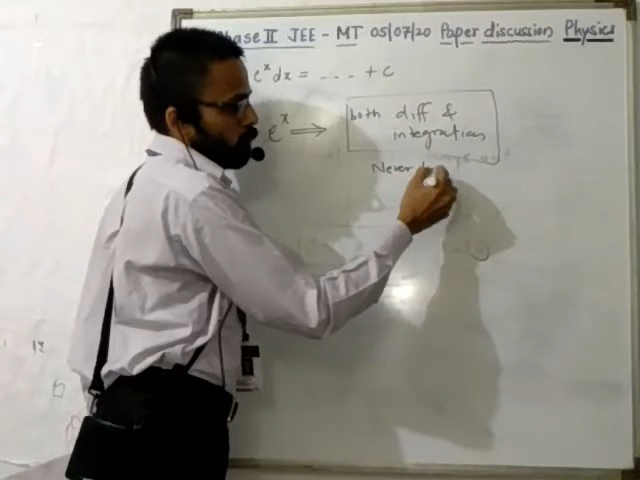 Phase II JEE - MT 05/07/20 Paper discussion Physics
e^x dx = ... + c
e^x ⇒ both diff &
integration
Never